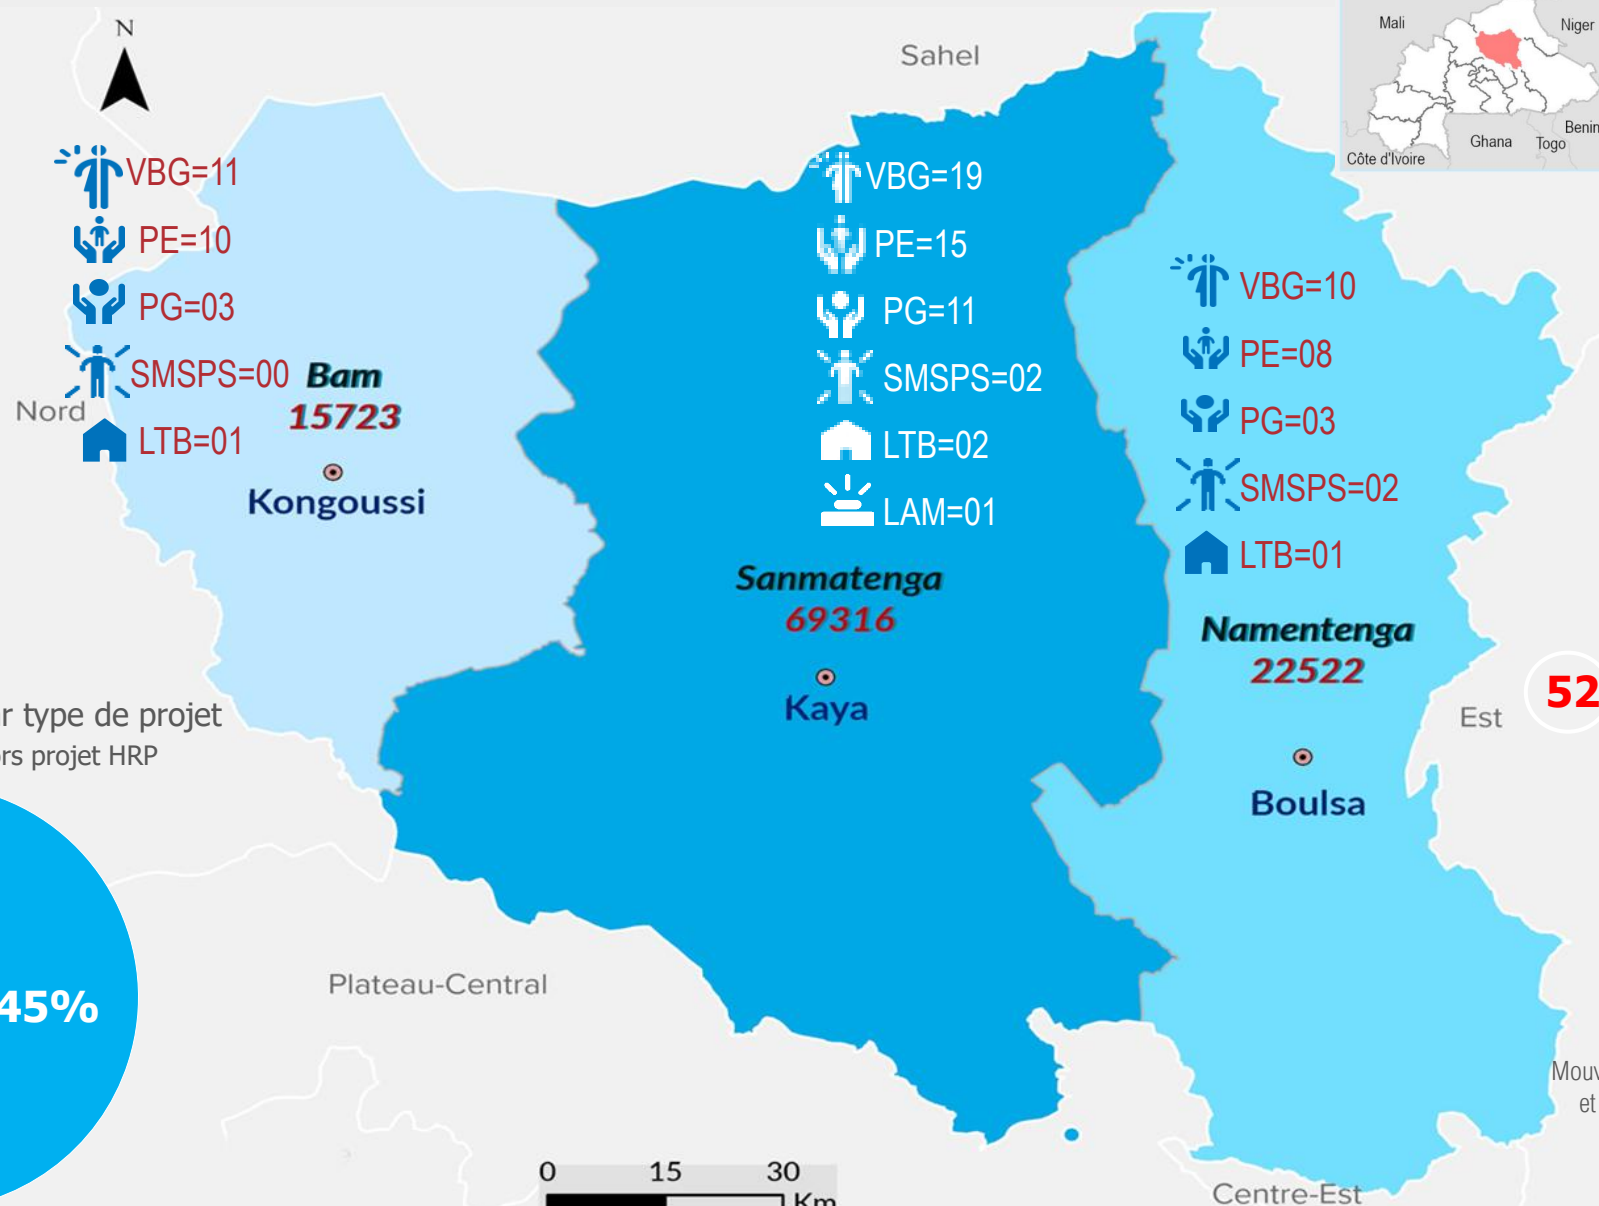 N
Sahel
Mali
Niger
Benin
Ghana
Togo
Côte d'Ivoire
VBG=11
PE=10
PG=03
SMSPS=00
LTB=01
Nord
Bam
15723
Kongoussi
VBG=19
PE=15
PG=11
SMSPS=02
LTB=02
LAM=01
Sanmatenga
69316
Kaya
VBG=10
PE=08
PG=03
SMSPS=02
LTB=01
Namentenga
22522
Boulsa
Est
52
r type de projet
ors projet HRP
45%
Plateau-Central
Mouv
et
0 15 30
Km
Centre-Est